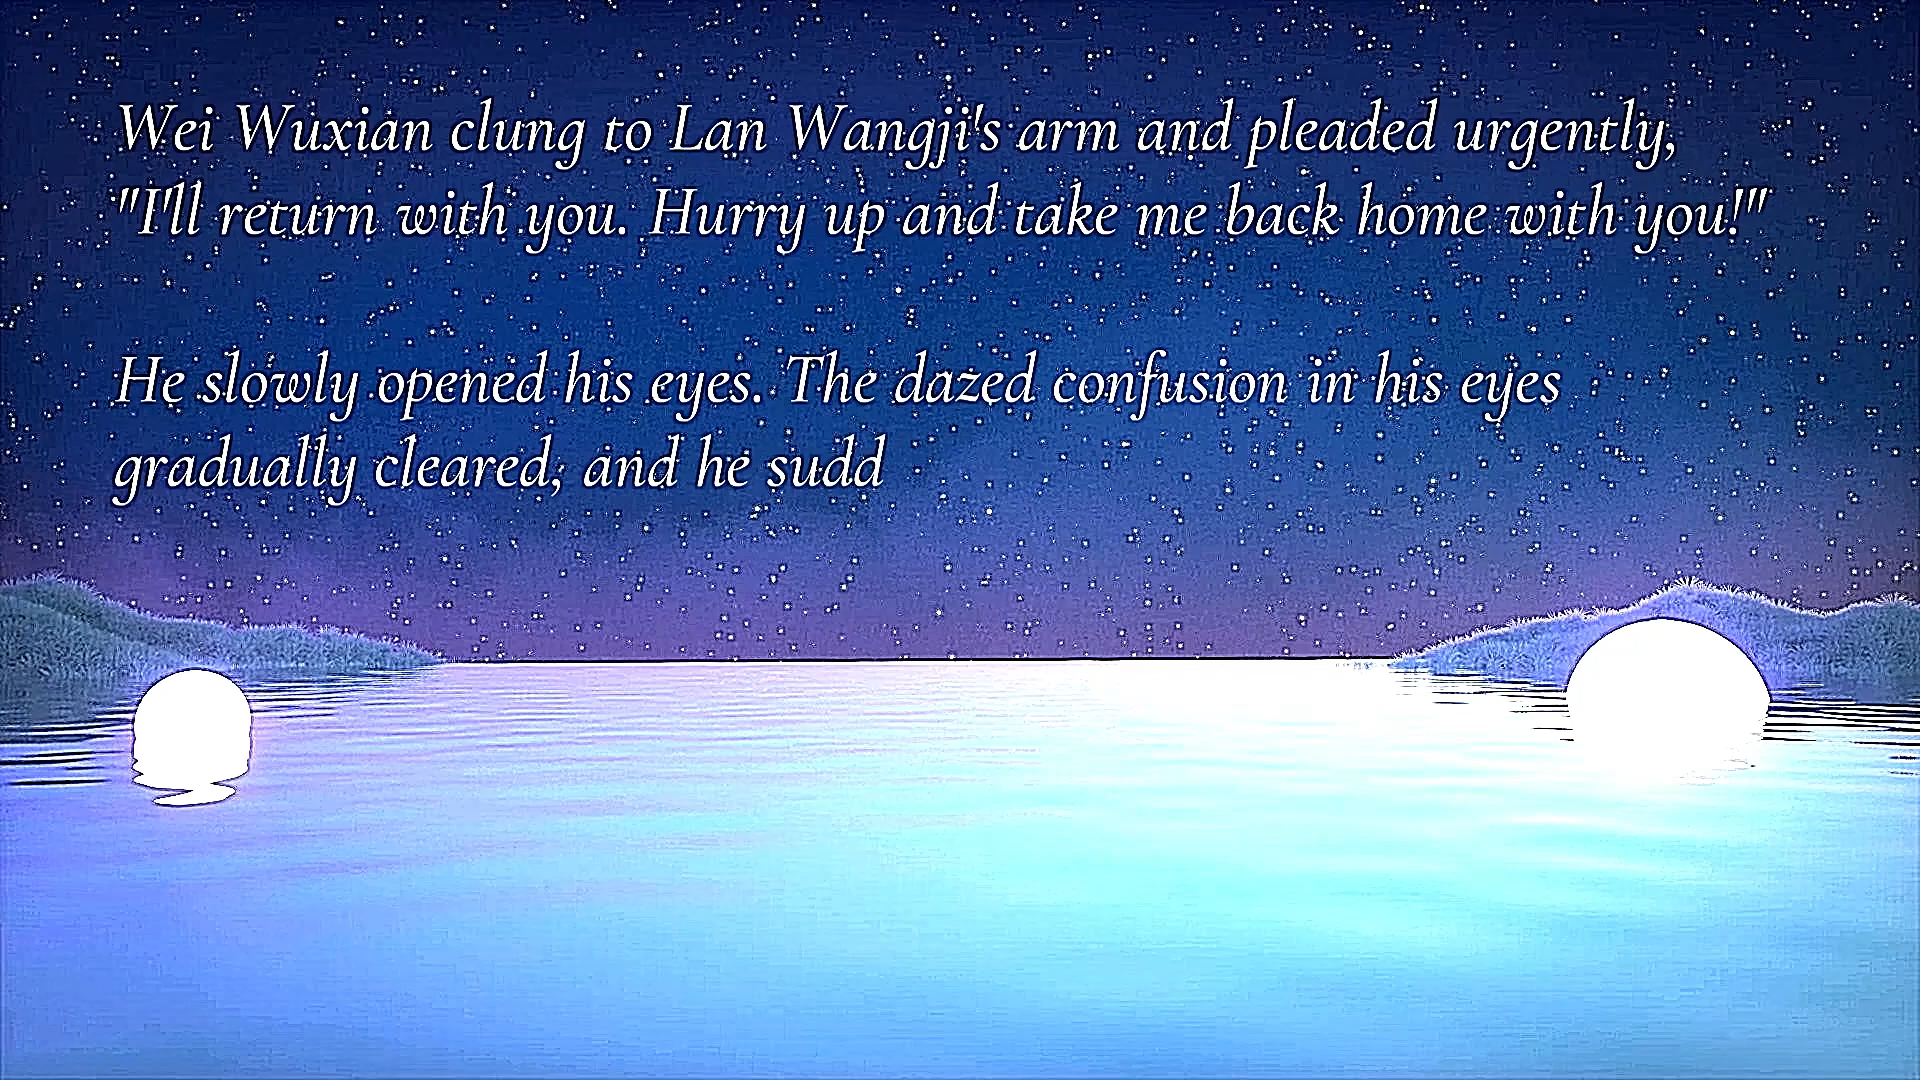 Wei Wuxian clung to Lan Wangji's arm and pleaded urgently,
"I'll return with you. Hurry up and take me back home with you!"
He slowly opened his eyes. The dazed confusion in his eyes
gradually cleared, and he sudd